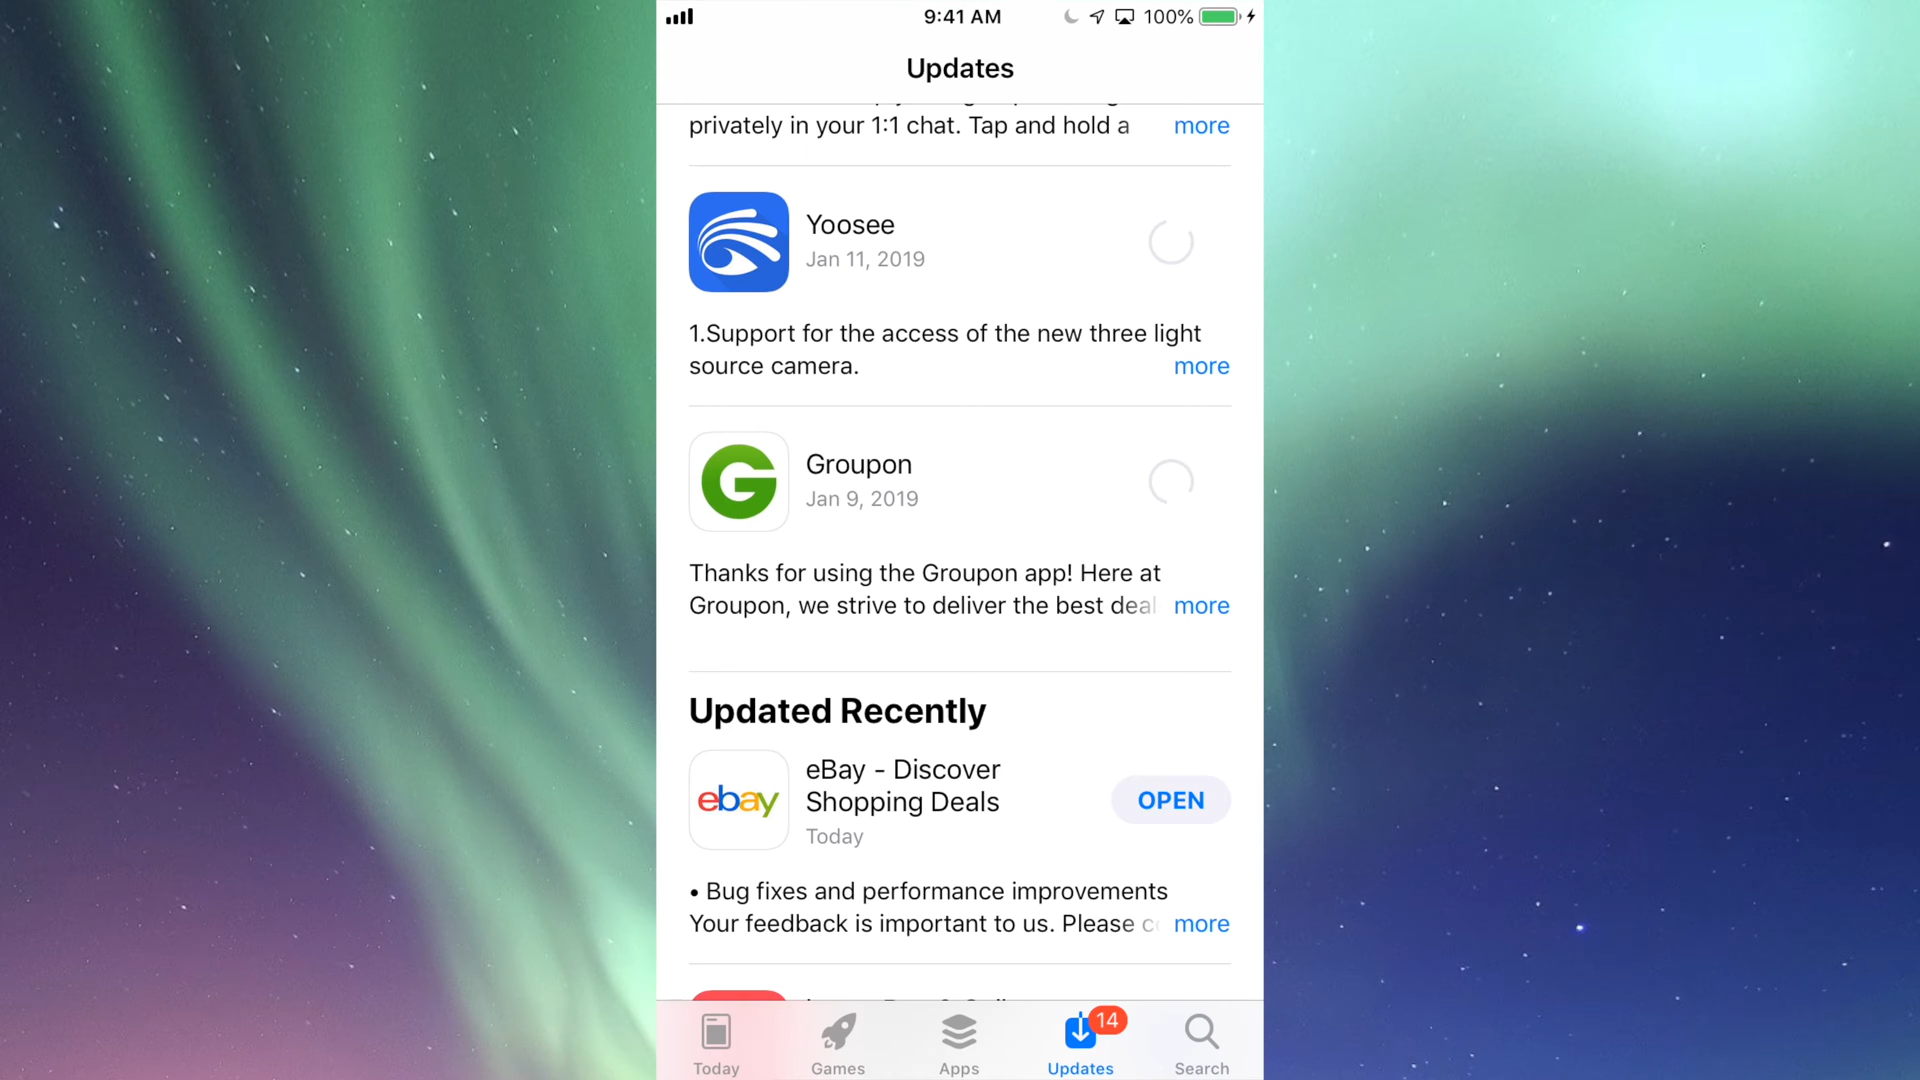 9:41 AM
100%
Updates
privately in your 1:1 chat. Tap and hold a more
Yoosee
Jan 11, 2019
1.Support for the access of the new three light
source camera. more
G
Groupon
Jan 9, 2019
Thanks for using the Groupon app! Here at
Groupon, we strive to deliver the best deal more
Updated Recently
ebay
eBay - Discover
Shopping Deals
Today
OPEN
• Bug fixes and performance improvements
Your feedback is important to us. Please c more
14
Today Games Apps Updates Search